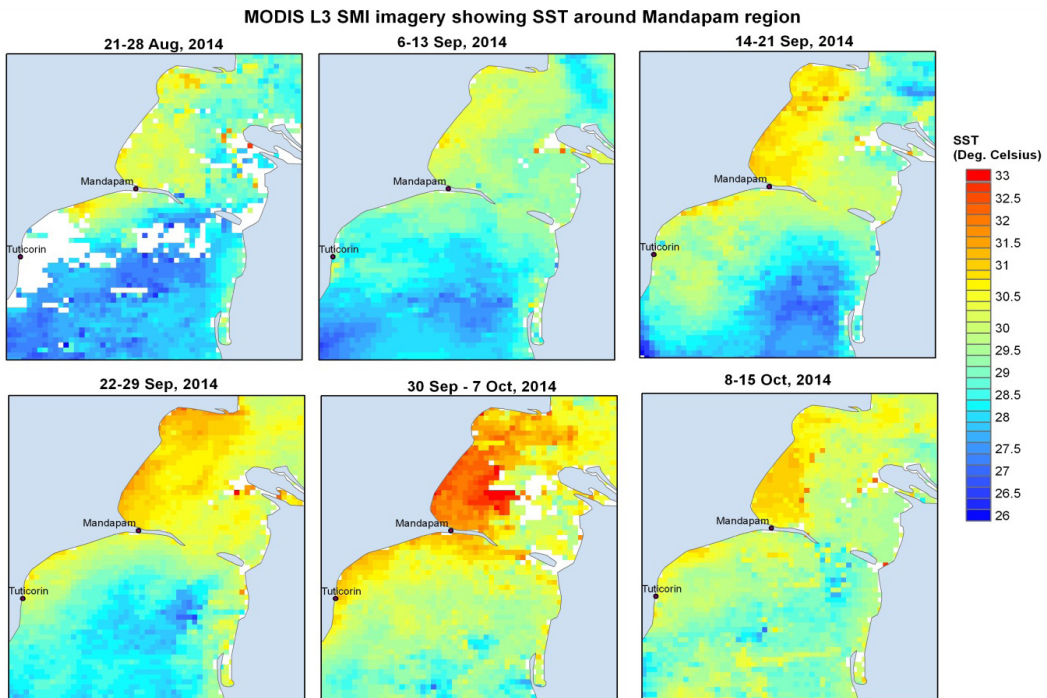 MODIS L3 SMI imagery showing SST around Mandapam region
21-28 Aug, 2014
6-13 Sep, 2014
14-21 Sep, 2014
Mandapam
Tuticorin
Mandapam
Tuticorin
Mandapam
Tuticorin
SST
(Deg. Celsius)
33
32.5
32
31.5
31
30.5
30
29.5
29
28.5
28
27.5
27
26.5
26
22-29 Sep, 2014
30 Sep - 7 Oct, 2014
8-15 Oct, 2014
Mandapam
Tuticorin
Mandapam
Tuticorin
Mandapam
Tuticorin